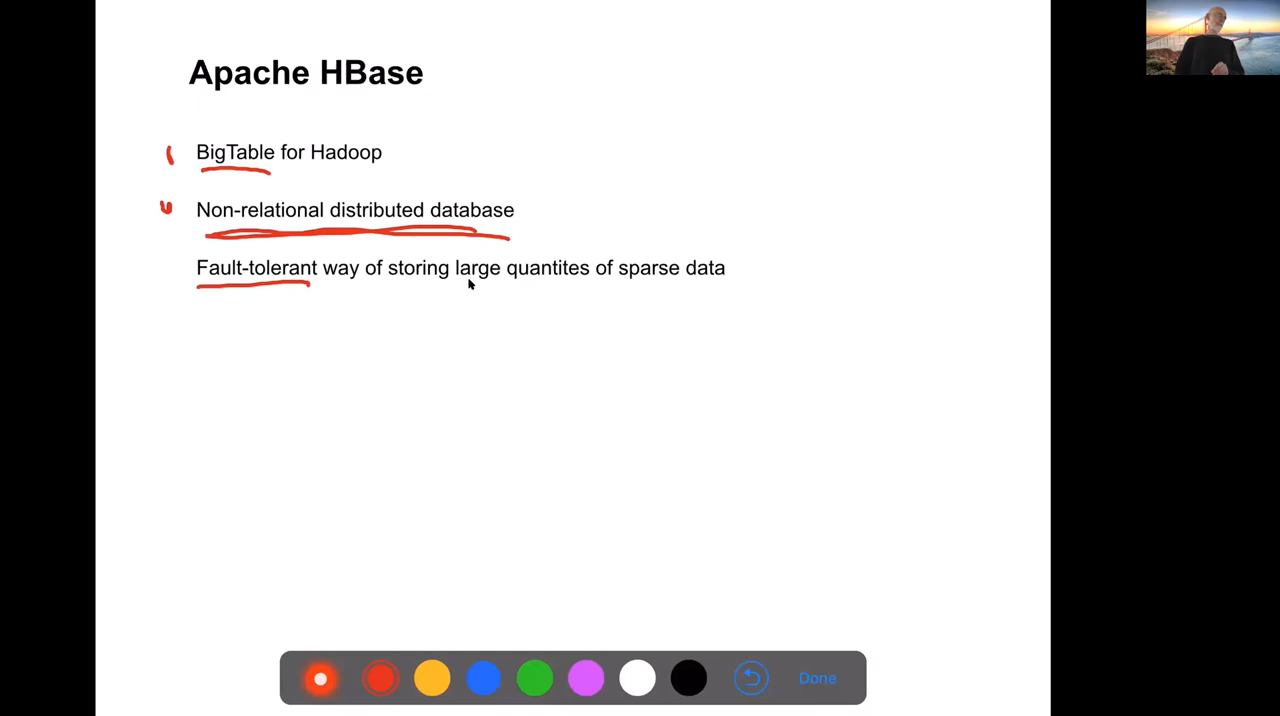 Apache HBase
BigTable for Hadoop
Non-relational distributed database
Fault-tolerant way of storing large quantites of sparse data
Done